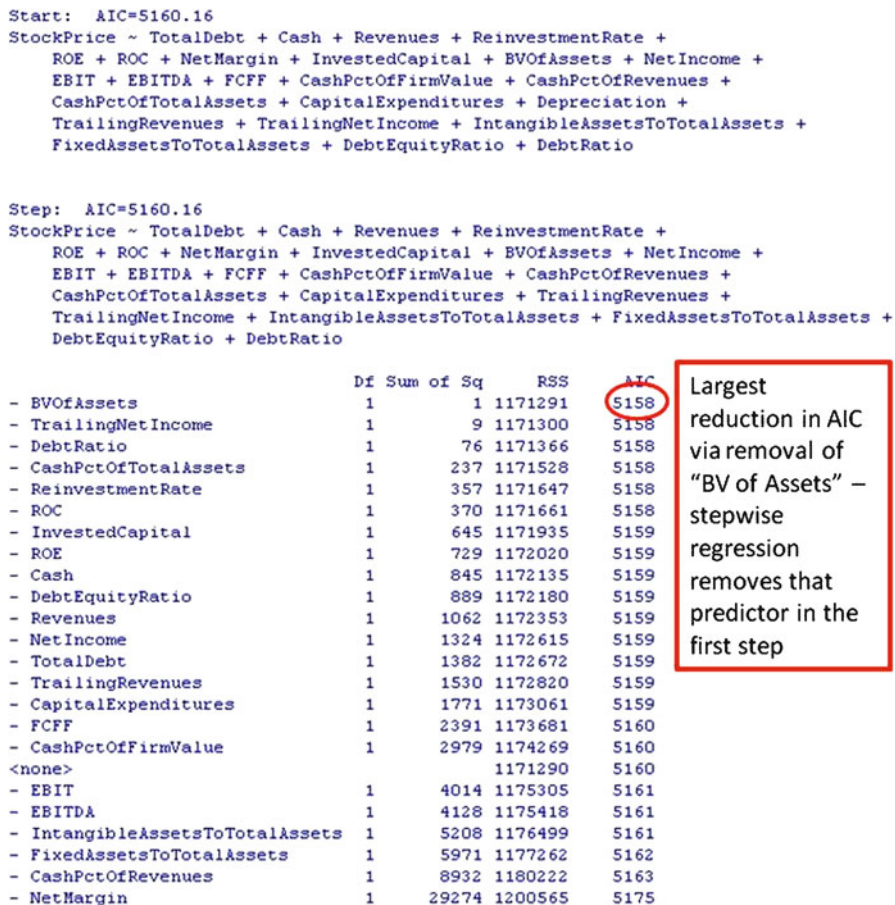 Start:  AIC=5160.16
StockPrice ~ TotalDebt + Cash + Revenues + ReinvestmentRate +
    ROE + ROC + NetMargin + InvestedCapital + BVOfAssets + NetIncome +
    EBIT + EBITDA + FCFF + CashPctOfFirmValue + CashPctOfRevenues +
    CashPctOfTotalAssets + CapitalExpenditures + Depreciation +
    TrailingRevenues + TrailingNetIncome + IntangibleAssetsToTotalAssets +
    FixedAssetsToTotalAssets + DebtEquityRatio + DebtRatio
Step:  AIC=5160.16
StockPrice ~ TotalDebt + Cash + Revenues + ReinvestmentRate +
    ROE + ROC + NetMargin + InvestedCapital + BVOfAssets + NetIncome +
    EBIT + EBITDA + FCFF + CashPctOfFirmValue + CashPctOfRevenues +
    CashPctOfTotalAssets + CapitalExpenditures + TrailingRevenues +
    TrailingNetIncome + IntangibleAssetsToTotalAssets + FixedAssetsToTotalAssets +
    DebtEquityRatio + DebtRatio
Df Sum of Sq RSS AIC
- BVOfAssets 1 1 1171291 5158
- TrailingNetIncome 1 9 1171300 5158
- DebtRatio 1 76 1171366 5158
- CashPctOfTotalAssets 1 237 1171528 5158
- ReinvestmentRate 1 357 1171647 5158
- ROC 1 370 1171661 5158
- InvestedCapital 1 645 1171935 5159
- ROE 1 729 1172020 5159
- Cash 1 845 1172135 5159
- DebtEquityRatio 1 889 1172180 5159
- Revenues 1 1062 1172353 5159
- NetIncome 1 1324 1172615 5159
- TotalDebt 1 1382 1172672 5159
- TrailingRevenues 1 1530 1172820 5159
- CapitalExpenditures 1 1771 1173061 5159
- FCFF 1 2391 1173681 5160
- CashPctOfFirmValue 1 2979 1174269 5160
<none> 1171290 5160
- EBIT 1 4014 1175305 5161
- EBITDA 1 4128 1175418 5161
- IntangibleAssetsToTotalAssets 1 5208 1176499 5161
- FixedAssetsToTotalAssets 1 5971 1177262 5162
- CashPctOfRevenues 1 8932 1180222 5163
- NetMargin 1 29274 1200565 5175
Largest
reduction in AIC
via removal of
“BV of Assets” –
stepwise
regression
removes that
predictor in the
first step